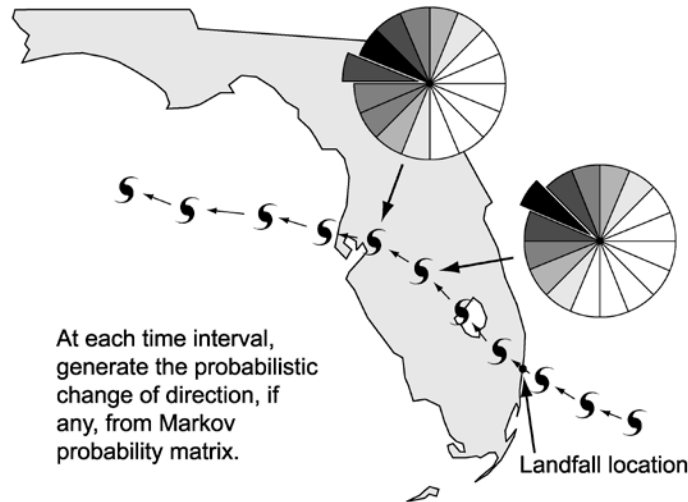 At each time interval,
generate the probabilistic
change of direction, if
any, from Markov
probability matrix.
Landfall location